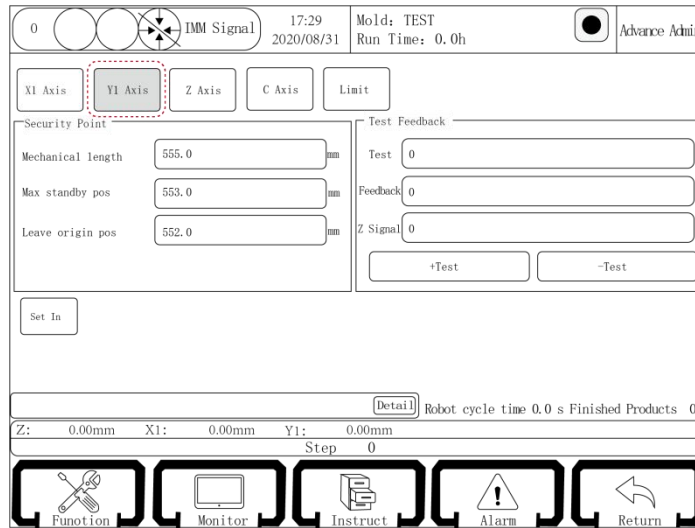 0 IMM Signal 17:29 Mold: TEST
2020/08/31 Run Time: 0.0h Advance Admi
X1 Axis Y1 Axis Z Axis C Axis Limit
Security Point Test Feedback
Mechanical length 555.0 mm Test 0
Max standby pos 553.0 mm Feedback 0
Leave origin pos 552.0 mm Z Signal 0
+Test -Test
Set In
Detail Robot cycle time 0.0 s Finished Products 0
Z: 0.00mm X1: 0.00mm Y1: 0.00mm
Step 0
Funotion Monitor Instruct Alarm Return